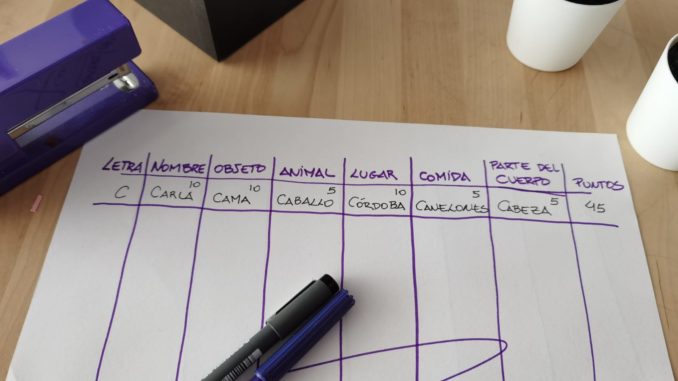 LETRA NOMBRE OBJETO ANIMAL LUGAR COMIDA PARTE DEL CUERPO PUNTOS
C CARLA 10 CAMA 10 CABALLO 5 CÓRDOBA 10 CANELONES 5 CABEZA 5 45